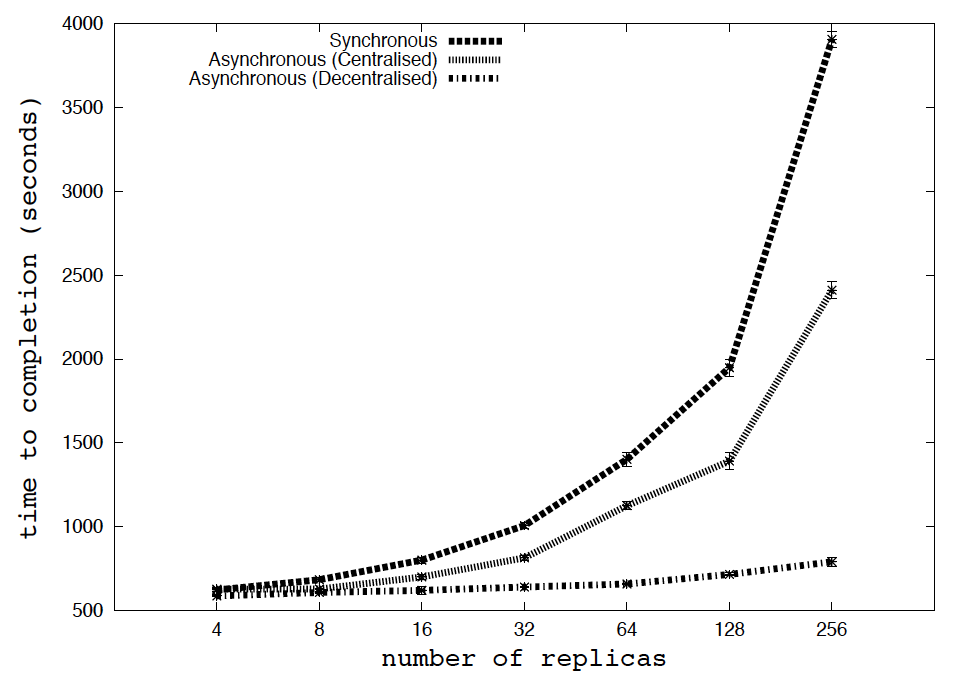 4000
3500
3000
2500
2000
1500
1000
500
time to completion (seconds)
Synchronous
Asynchronous (Centralised)
Asynchronous (Decentralised)
4 8 16 32 64 128 256
number of replicas